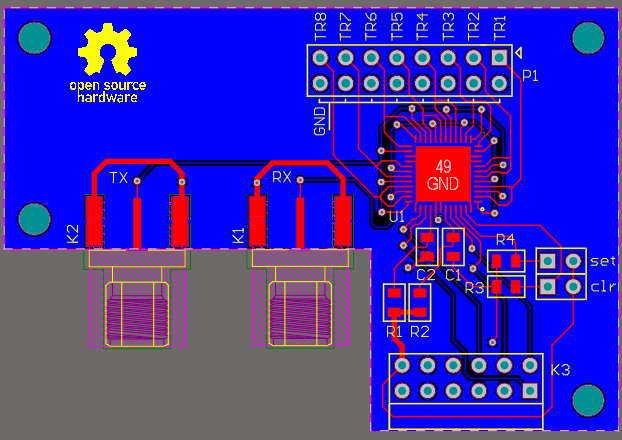 TR8 TR7 TR6 TR5 TR4 TR3 TR2 TR1
P1
open source
hardware
GND
49
GND
TX
RX
U1
K2
K1
R4
set
C2 C1
R3
clr
R1 R2
K3